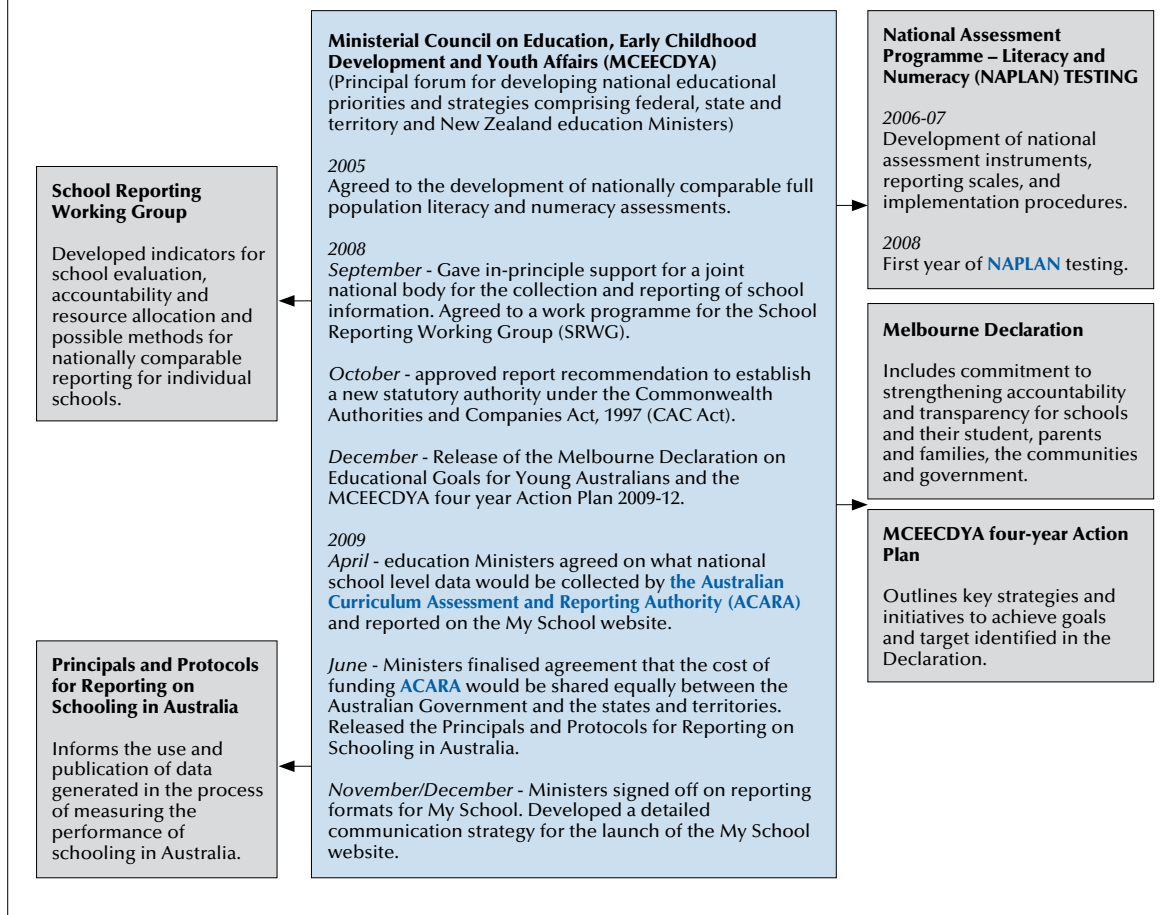 Ministerial Council on Education, Early Childhood
Development and Youth Affairs (MCEECDYA)
(Principal forum for developing national educational
priorities and strategies comprising federal, state and
territory and New Zealand education Ministers)
2005
Agreed to the development of nationally comparable full
population literacy and numeracy assessments.
2008
September - Gave in-principle support for a joint
national body for the collection and reporting of school
information. Agreed to a work programme for the School
Reporting Working Group (SRWG).
October - approved report recommendation to establish
a new statutory authority under the Commonwealth
Authorities and Companies Act, 1997 (CAC Act).
December - Release of the Melbourne Declaration on
Educational Goals for Young Australians and the
MCEECDYA four year Action Plan 2009-12.
2009
April - education Ministers agreed on what national
school level data would be collected by the Australian
Curriculum Assessment and Reporting Authority (ACARA)
and reported on the My School website.
June - Ministers finalised agreement that the cost of
funding ACARA would be shared equally between the
Australian Government and the states and territories.
Released the Principals and Protocols for Reporting on
Schooling in Australia.
November/December - Ministers signed off on reporting
formats for My School. Developed a detailed
communication strategy for the launch of the My School
website.
School Reporting
Working Group
Developed indicators for
school evaluation,
accountability and
resource allocation and
possible methods for
nationally comparable
reporting for individual
schools.
Principals and Protocols
for Reporting on
Schooling in Australia
Informs the use and
publication of data
generated in the process
of measuring the
performance of
schooling in Australia.
National Assessment
Programme – Literacy and
Numeracy (NAPLAN) TESTING
2006-07
Development of national
assessment instruments,
reporting scales, and
implementation procedures.
2008
First year of NAPLAN testing.
Melbourne Declaration
Includes commitment to
strengthening accountability
and transparency for schools
and their student, parents
and families, the communities
and government.
MCEECDYA four-year Action
Plan
Outlines key strategies and
initiatives to achieve goals
and target identified in the
Declaration.